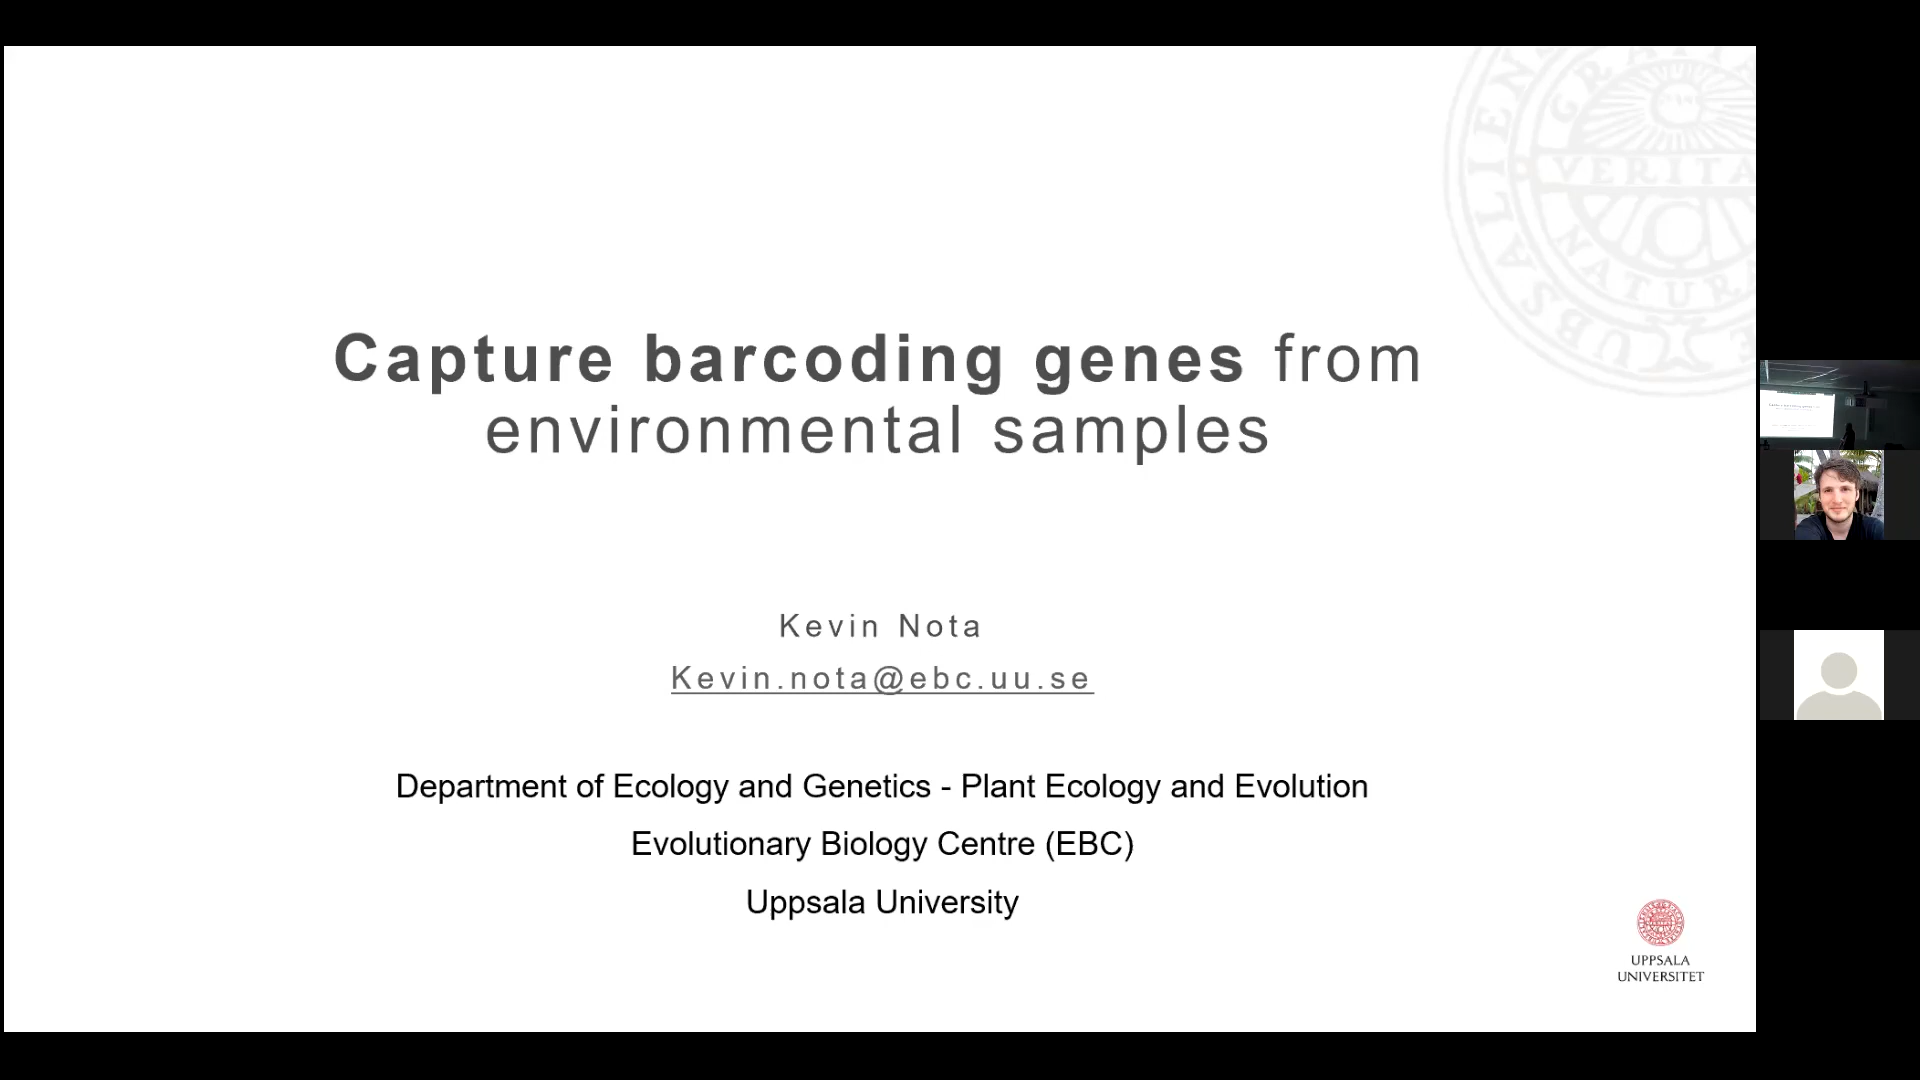 Capture barcoding genes from
environmental samples
Kevin Nota
Kevin.nota@ebc.uu.se
Department of Ecology and Genetics - Plant Ecology and Evolution
Evolutionary Biology Centre (EBC)
Uppsala University
UPPSALA
UNIVERSITET